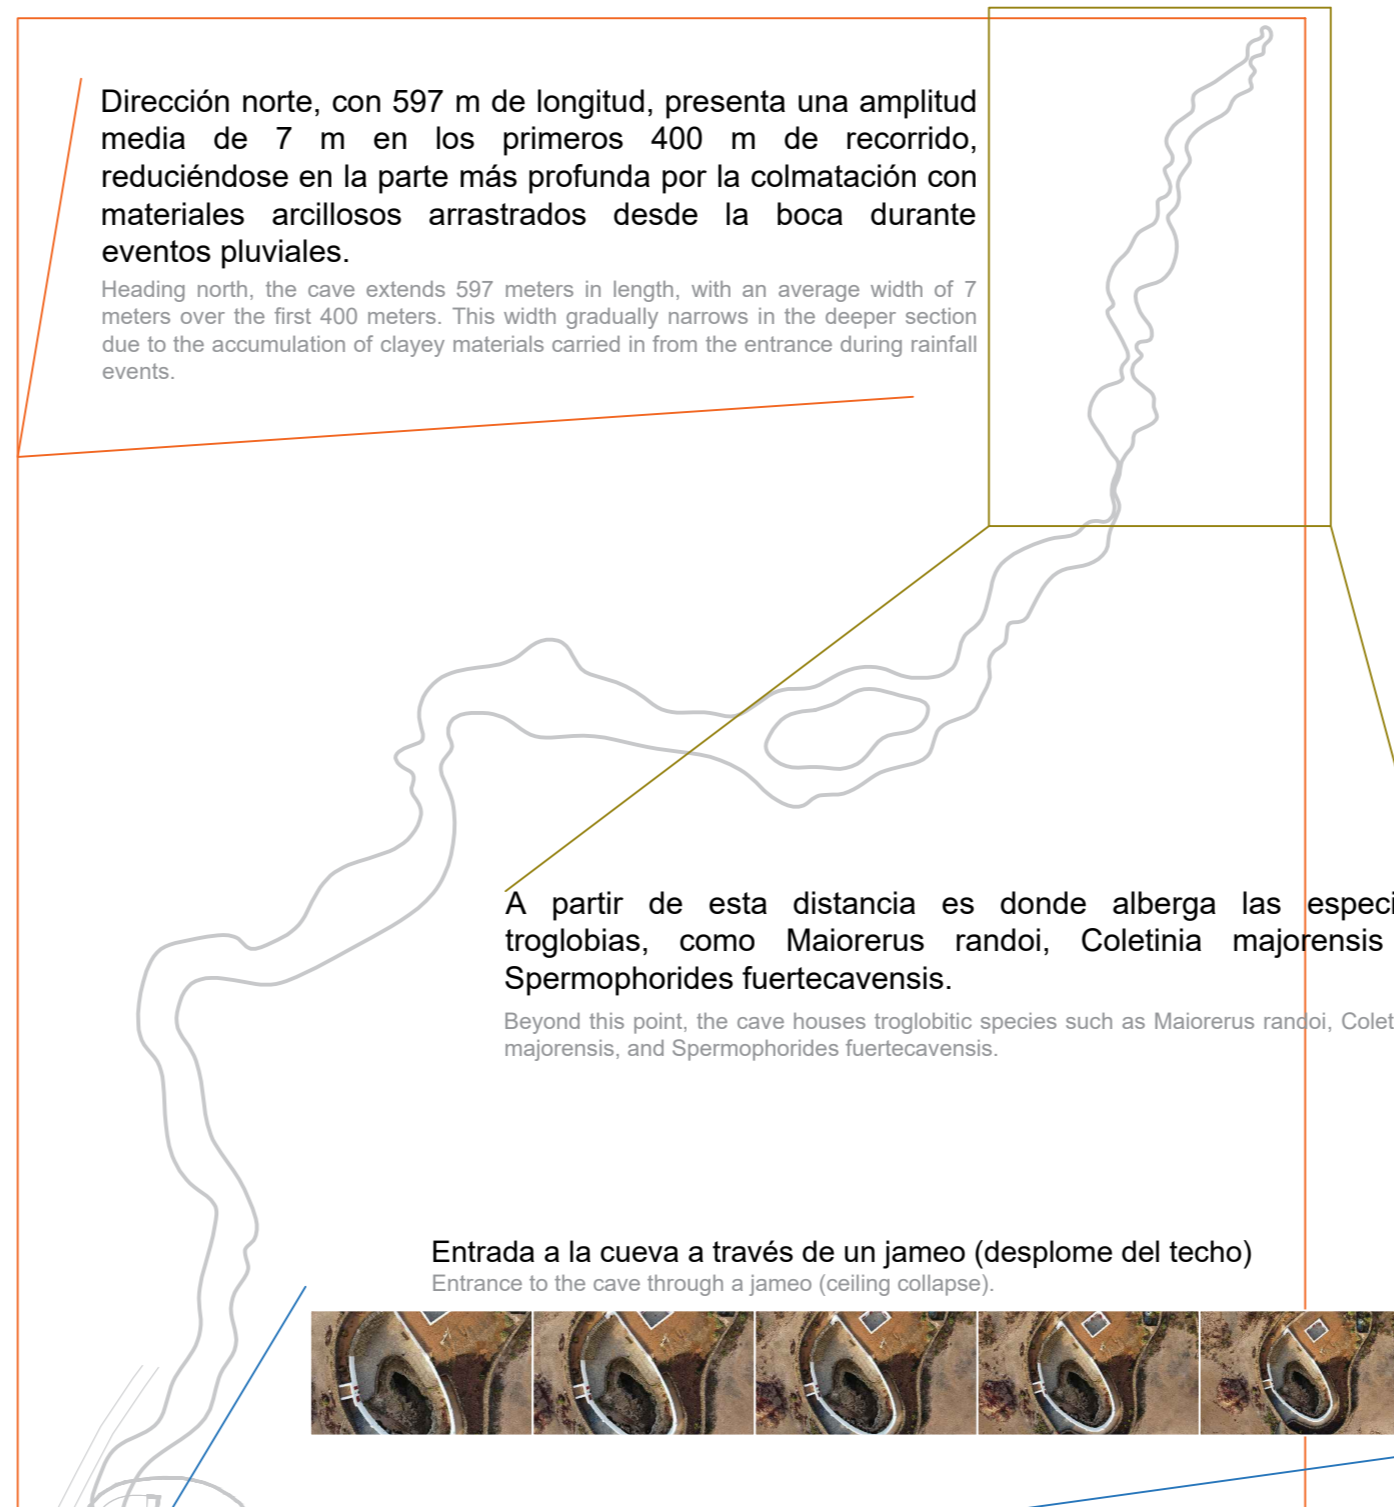 Dirección norte, con 597 m de longitud, presenta una amplitud
media de 7 m en los primeros 400 m de recorrido,
reduciéndose en la parte más profunda por la colmatación con
materiales arcillosos arrastrados desde la boca durante
eventos pluviales.
Heading north, the cave extends 597 meters in length, with an average width of 7
meters over the first 400 meters. This width gradually narrows in the deeper section
due to the accumulation of clayey materials carried in from the entrance during rainfall
events.
A partir de esta distancia es donde alberga las especi
troglobias, como Maiorerus randoi, Coletinia majorensis
Spermophorides fuertecavensis.
Beyond this point, the cave houses troglobitic species such as Maiorerus randoi, Colet
majorensis, and Spermophorides fuertecavensis.
Entrada a la cueva a través de un jameo (desplome del techo)
Entrance to the cave through a jameo (ceiling collapse).